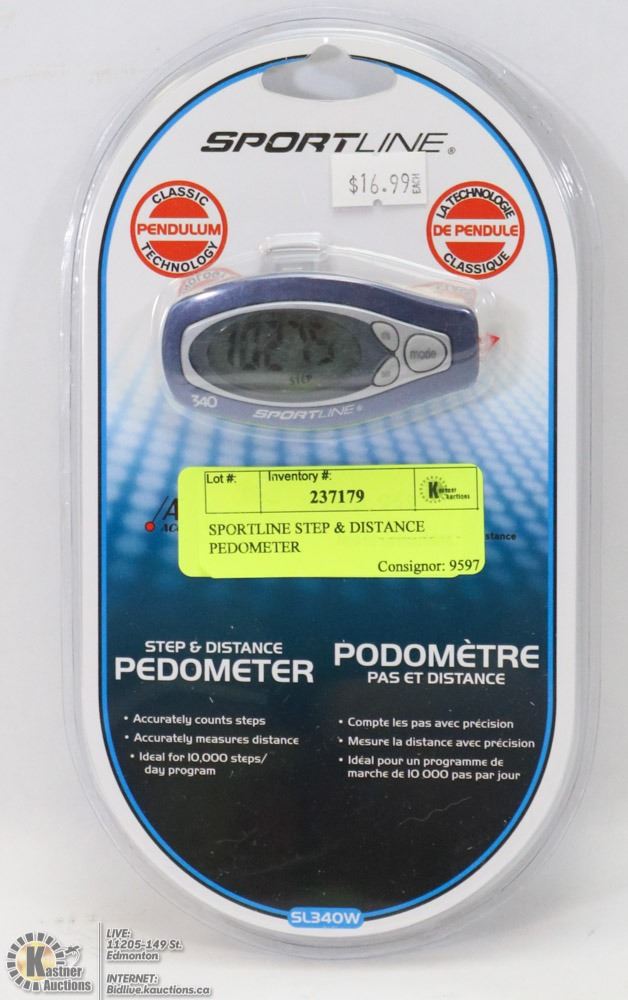 SPORTLINE®
$16.99 EACH
CLASSIC
PENDULUM
TECHNOLOGY
LA TECHNOLOGIE
DE PENDULE
CLASSIQUE
10275
STEP
mode
340
SPORTLINE®
Lot #:
Inventory #:
237179
Kastner
Auctions
SPORTLINE STEP & DISTANCE
PEDOMETER
Consignor: 9597
STEP & DISTANCE
PEDOMETER
• Accurately counts steps
• Accurately measures distance
• Ideal for 10,000 steps/
day program
PODOMÈTRE
PAS ET DISTANCE
• Compte les pas avec précision
• Mesure la distance avec précision
• Idéal pour un programme de
marche de 10 000 pas par jour
SL340W
Kastner
Auctions
LIVE:
11205-149 St.
Edmonton
INTERNET:
Bidlive.kauctions.ca